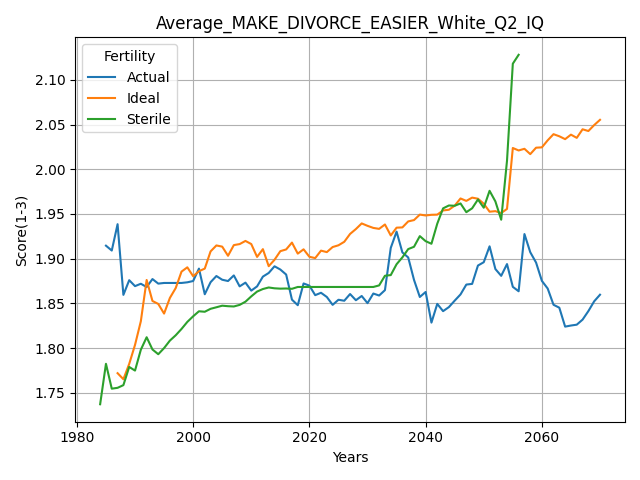 Average_MAKE_DIVORCE_EASIER_White_Q2_IQ
Fertility
Actual
Ideal
Sterile
Score(1-3)
2.10
2.05
2.00
1.95
1.90
1.85
1.80
1.75
1980
2000
2020
2040
2060
Years